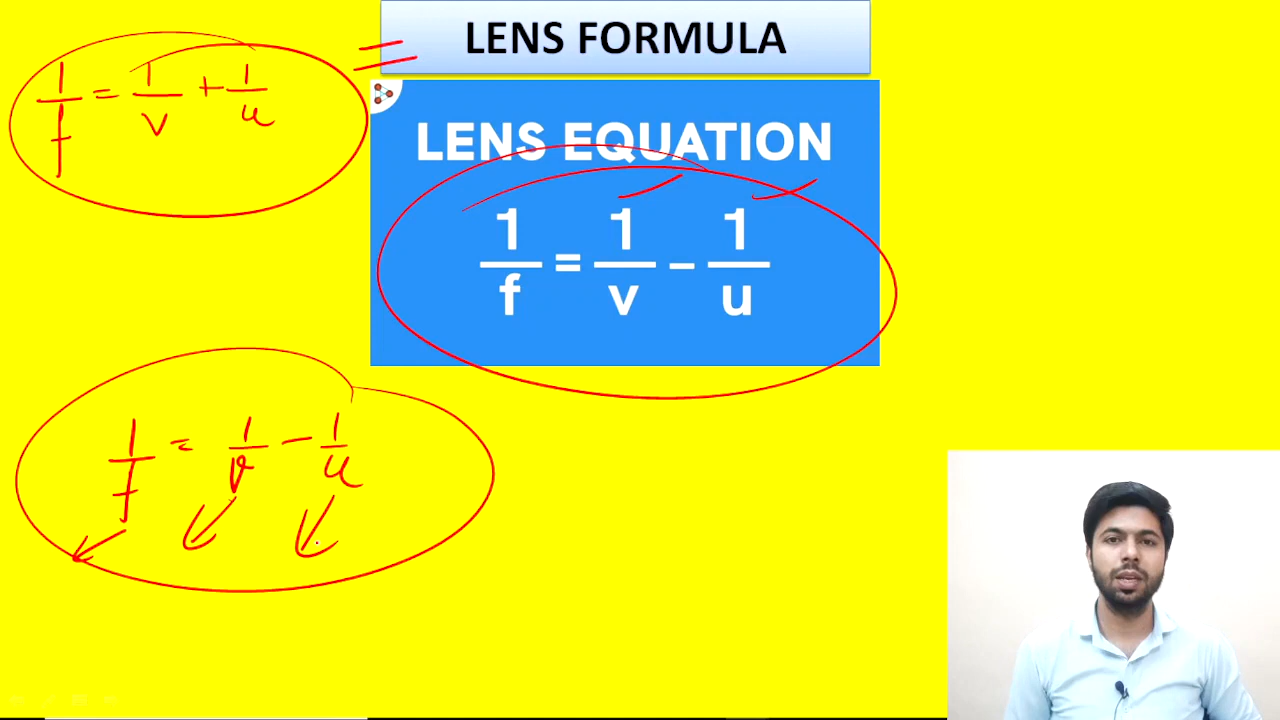 LENS FORMULA
1/f = 1/v + 1/u
LENS EQUATION
1/f = 1/v - 1/u
1/f = 1/v - 1/u